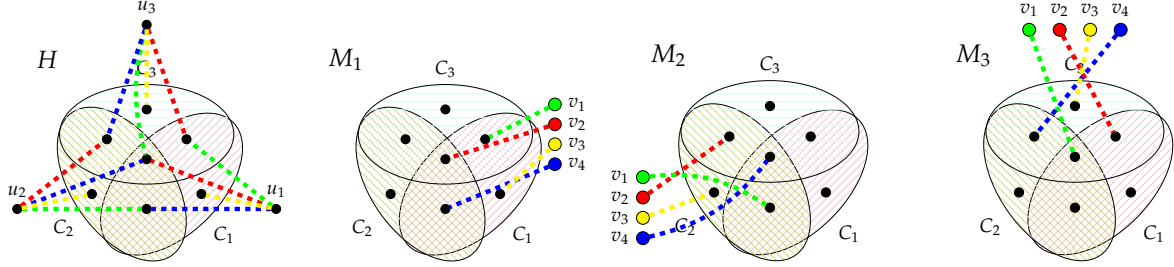 H
u₃
C₃
u₂
u₁
C₂
C₁
M₁
C₃
v₁
v₂
v₃
v₄
C₂
C₁
M₂
C₃
v₁
v₂
v₃
v₄
C₂
C₁
M₃
v₁
v₂
v₃
v₄
C₂
C₁